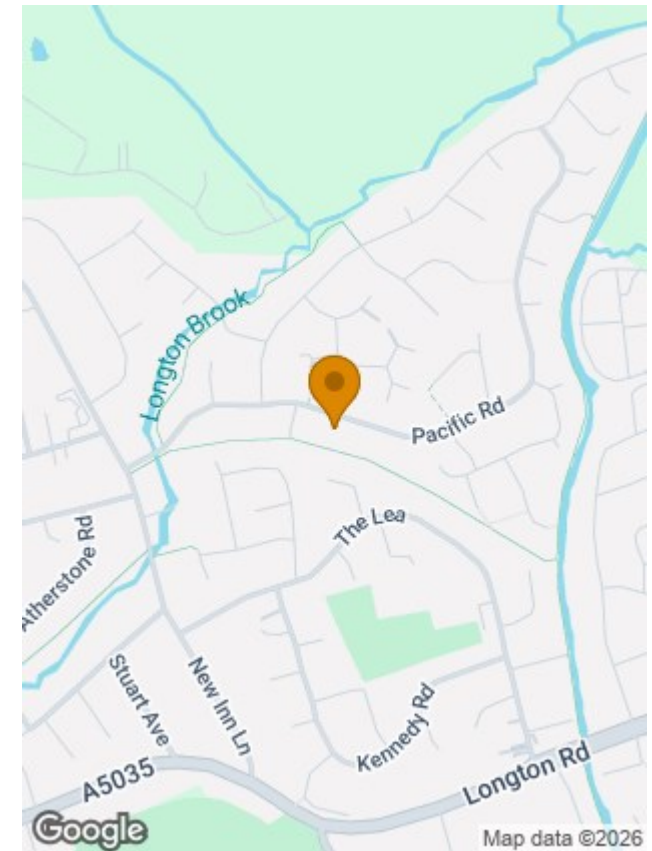 Longton Brook
Pacific Rd
The Lea
Atherstone Rd
Stuart Ave
New Inn Ln
Kennedy Rd
A5035
Longton Rd
Google
Map data ©2026